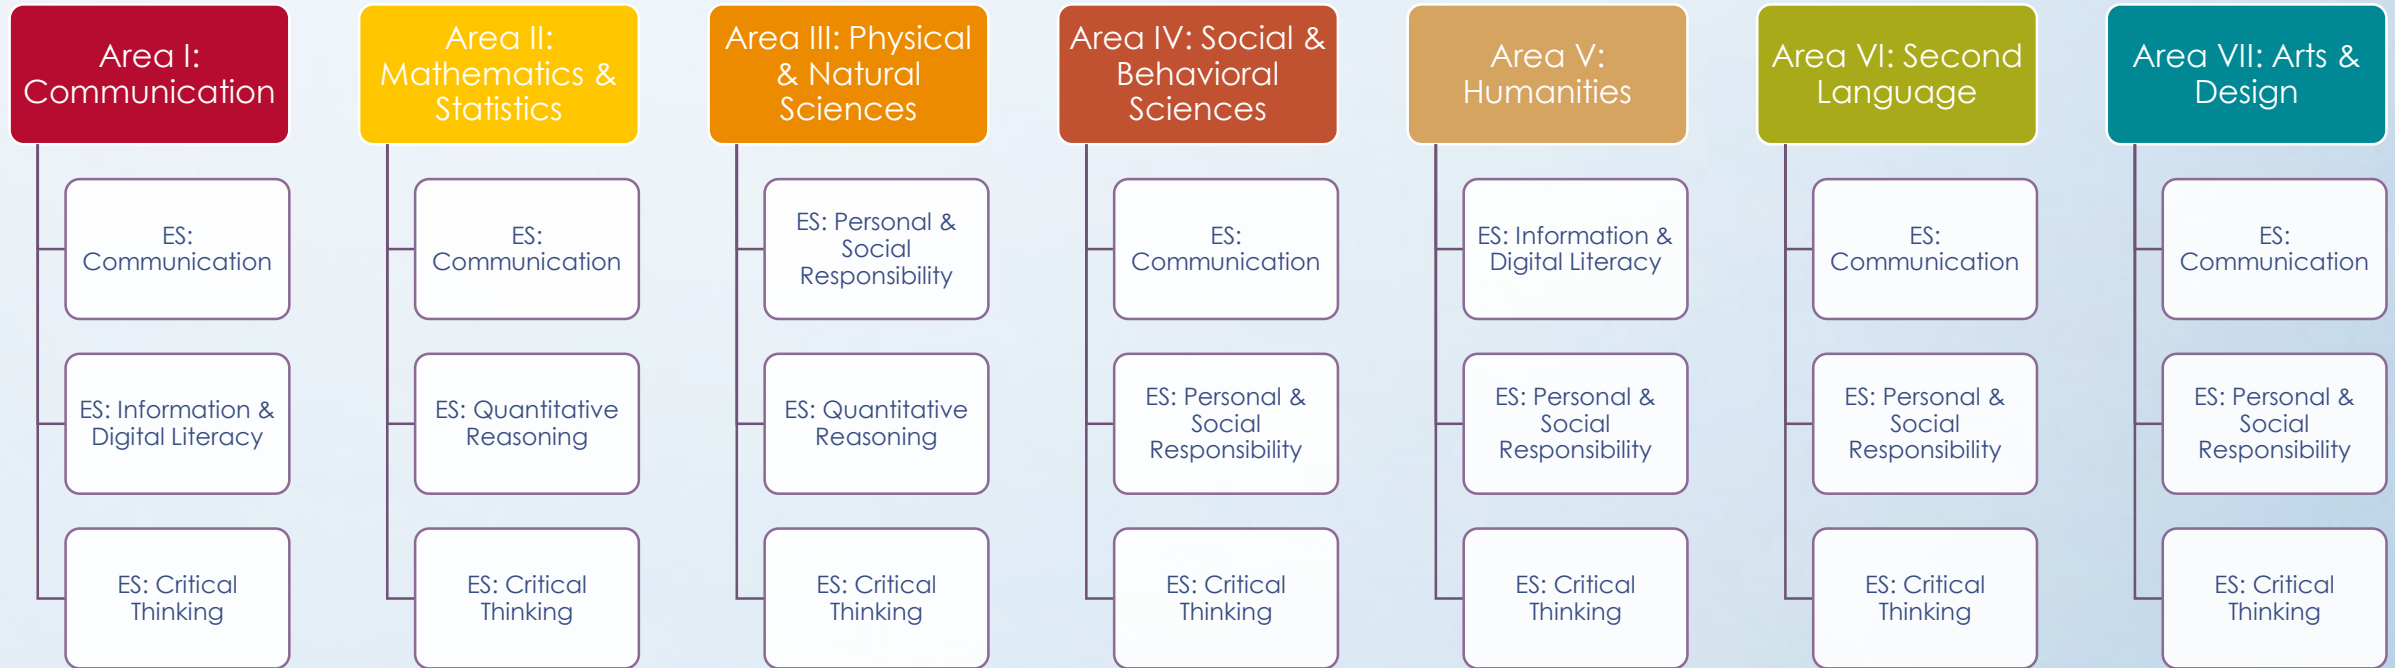 Area I:
Communication
ES:
Communication
ES: Information &
Digital Literacy
ES: Critical
Thinking
Area II:
Mathematics &
Statistics
ES:
Communication
ES: Quantitative
Reasoning
ES: Critical
Thinking
Area III: Physical
& Natural
Sciences
ES: Personal &
Social
Responsibility
ES: Quantitative
Reasoning
ES: Critical
Thinking
Area IV: Social &
Behavioral
Sciences
ES:
Communication
ES: Personal &
Social
Responsibility
ES: Critical
Thinking
Area V:
Humanities
ES: Information &
Digital Literacy
ES: Personal &
Social
Responsibility
ES: Critical
Thinking
Area VI: Second
Language
ES:
Communication
ES: Personal &
Social
Responsibility
ES: Critical
Thinking
Area VII: Arts &
Design
ES:
Communication
ES: Personal &
Social
Responsibility
ES: Critical
Thinking